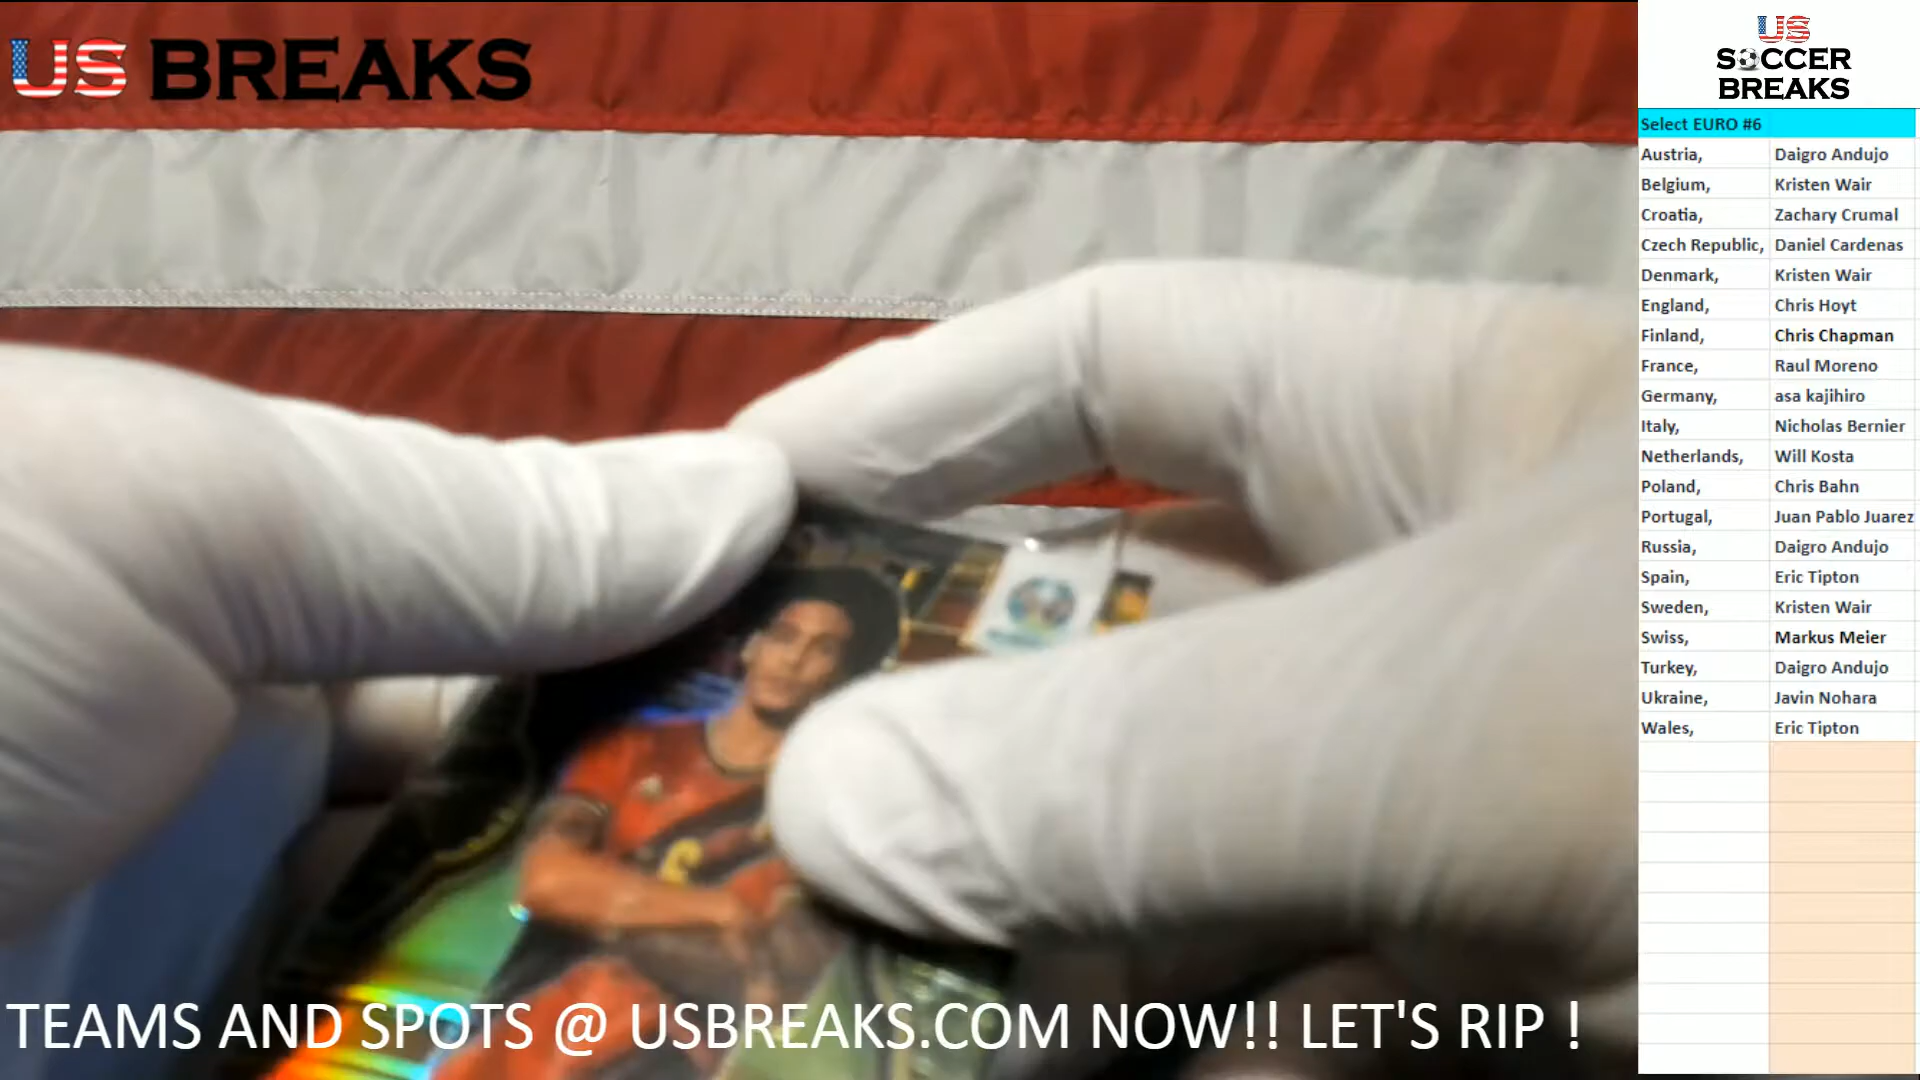 US BREAKS
US
SOCCER
BREAKS
Select EURO #6
Austria, Daigro Andujo
Belgium, Kristen Wair
Croatia, Zachary Crumal
Czech Republic, Daniel Cardenas
Denmark, Kristen Wair
England, Chris Hoyt
Finland, Chris Chapman
France, Raul Moreno
Germany, asa kajihiro
Italy, Nicholas Bernier
Netherlands, Will Kosta
Poland, Chris Bahn
Portugal, Juan Pablo Juarez
Russia, Daigro Andujo
Spain, Eric Tipton
Sweden, Kristen Wair
Swiss, Markus Meier
Turkey, Daigro Andujo
Ukraine, Javin Nohara
Wales, Eric Tipton
6
TEAMS AND SPOTS @ USBREAKS.COM NOW!! LET'S RIP !